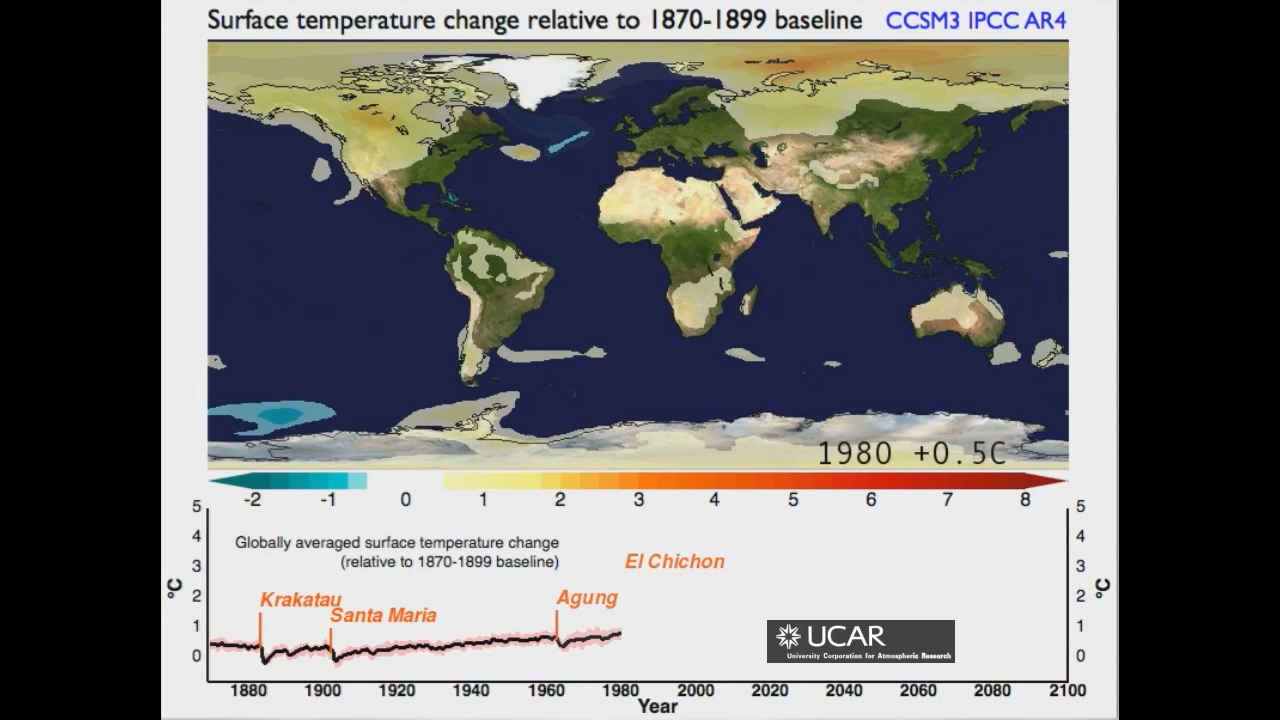 Surface temperature change relative to 1870-1899 baseline CCSM3 IPCC AR4
1980 +0.5C
-2 -1 0 1 2 3 4 5 6 7 8
Globally averaged surface temperature change
(relative to 1870-1899 baseline)
El Chichon
Krakatau
Santa Maria
Agung
UCAR
University Corporation for Atmospheric Research
5
4
3
2
1
0
°C
5
4
3
2
1
0
°C
1880 1900 1920 1940 1960 1980 2000 2020 2040 2060 2080 2100
Year